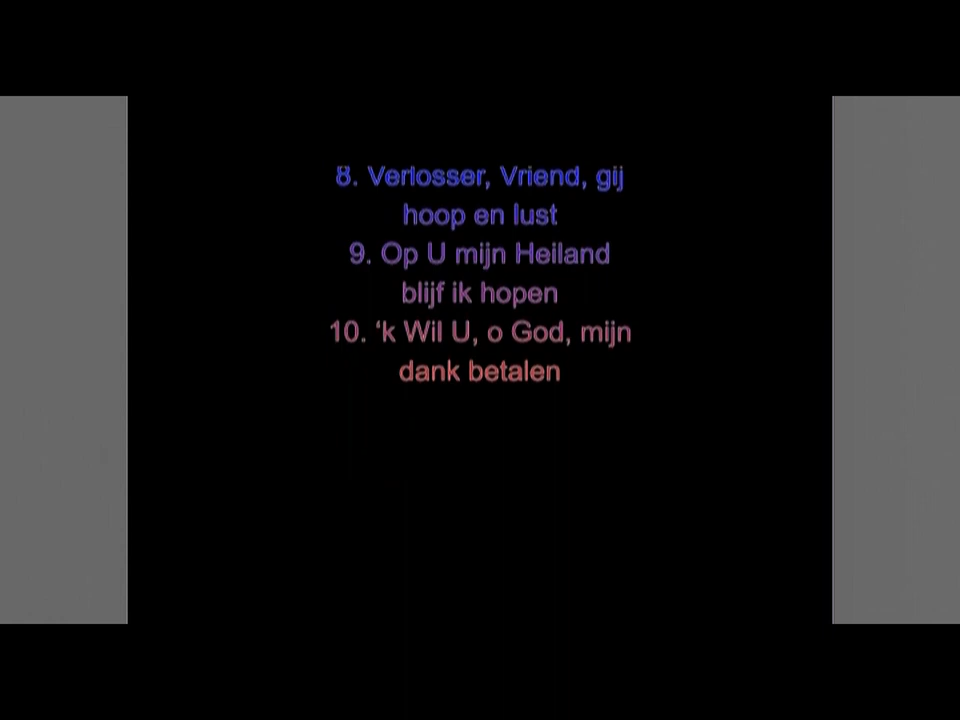 8. Verlosser, Vriend, gij
hoop en lust
9. Op U mijn Heiland
blijf ik hopen
10. ‘k Wil U, o God, mijn
dank betalen